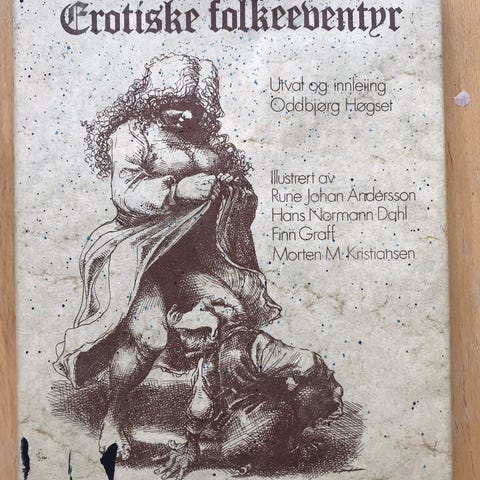 Erotiske folkeeventyr
Utval og innleiing
Oddbjørg Høgset
Illustrert av
Rune Johan Andersson
Hans Normann Dahl
Finn Graff
Morten M. Kristiansen